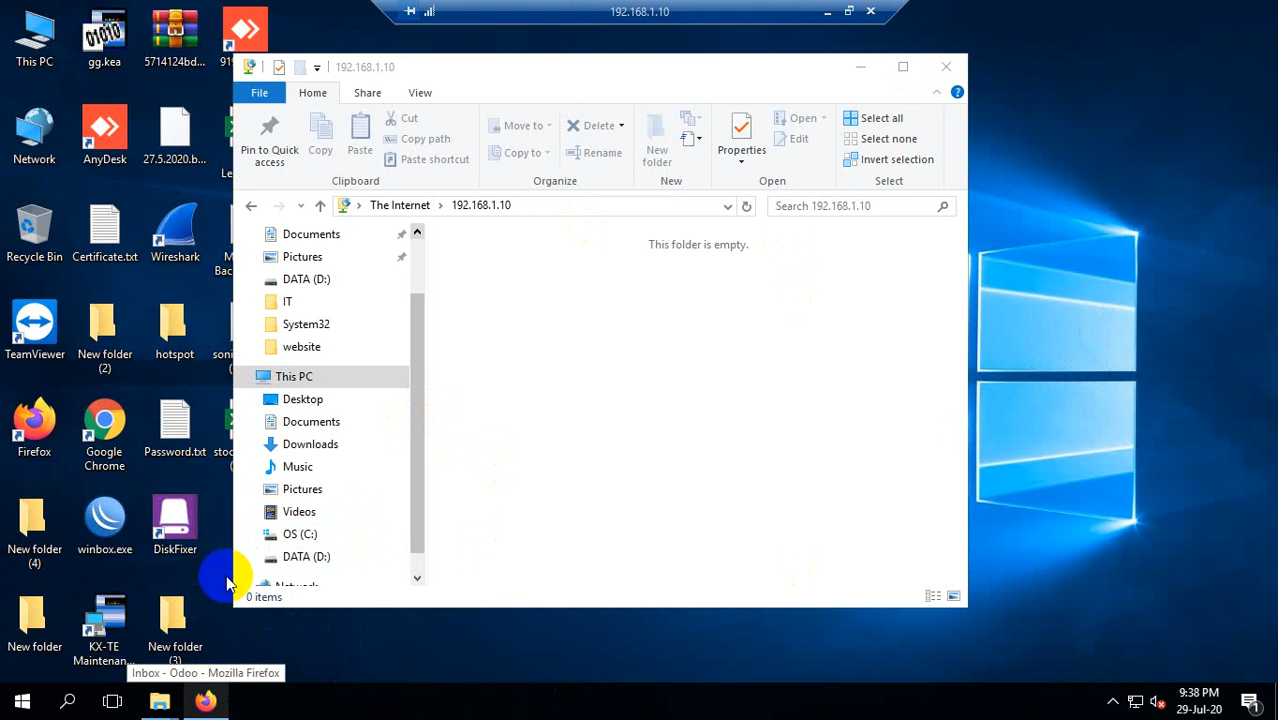 192.168.1.10
This PC
gg.kea
5714124bd...
Network
AnyDesk
27.5.2020.b...
Recycle Bin
Certificate.txt
Wireshark
TeamViewer
New folder
(2)
hotspot
Firefox
Google
Chrome
Password.txt
New folder
(4)
winbox.exe
DiskFixer
New folder
KX-TE
Maintenan...
New folder
(3)
192.168.1.10
File
Home
Share
View
Pin to Quick
access
Copy
Paste
Cut
Copy path
Paste shortcut
Clipboard
Move to
Copy to
Delete
Rename
Organize
New
folder
New
Properties
Open
Edit
Open
Select all
Select none
Invert selection
Select
The Internet > 192.168.1.10
Search 192.168.1.10
Documents
Pictures
DATA (D:)
IT
System32
website
This PC
Desktop
Documents
Downloads
Music
Pictures
Videos
OS (C:)
DATA (D:)
Network
This folder is empty.
0 items
Inbox - Odoo - Mozilla Firefox
9:38 PM
29-Jul-20
1